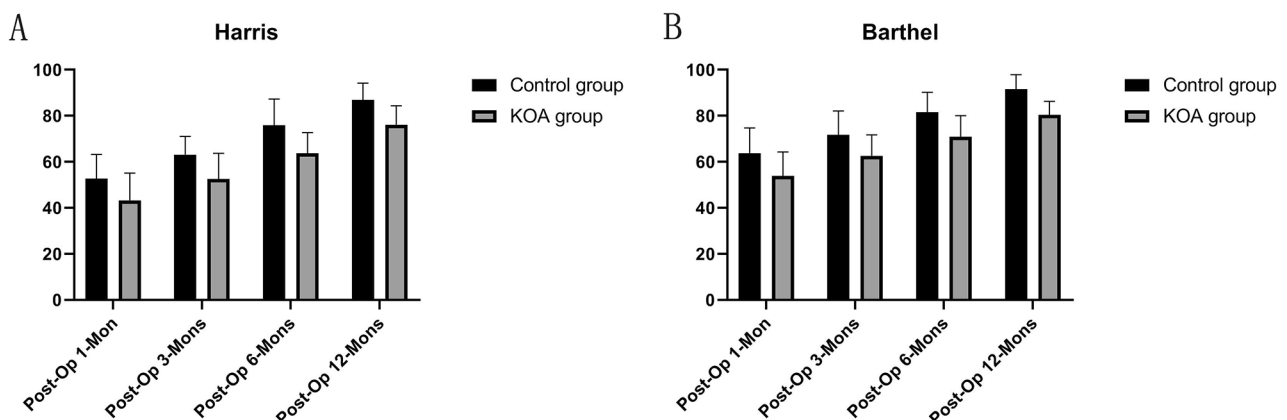 A
Harris
100
80
60
40
20
0
Post-Op 1-Mon
Post-Op 3-Mons
Post-Op 6-Mons
Post-Op 12-Mons
Control group
KOA group
B
Barthel
100
80
60
40
20
0
Post-Op 1-Mon
Post-Op 3-Mons
Post-Op 6-Mons
Post-Op 12-Mons
Control group
KOA group